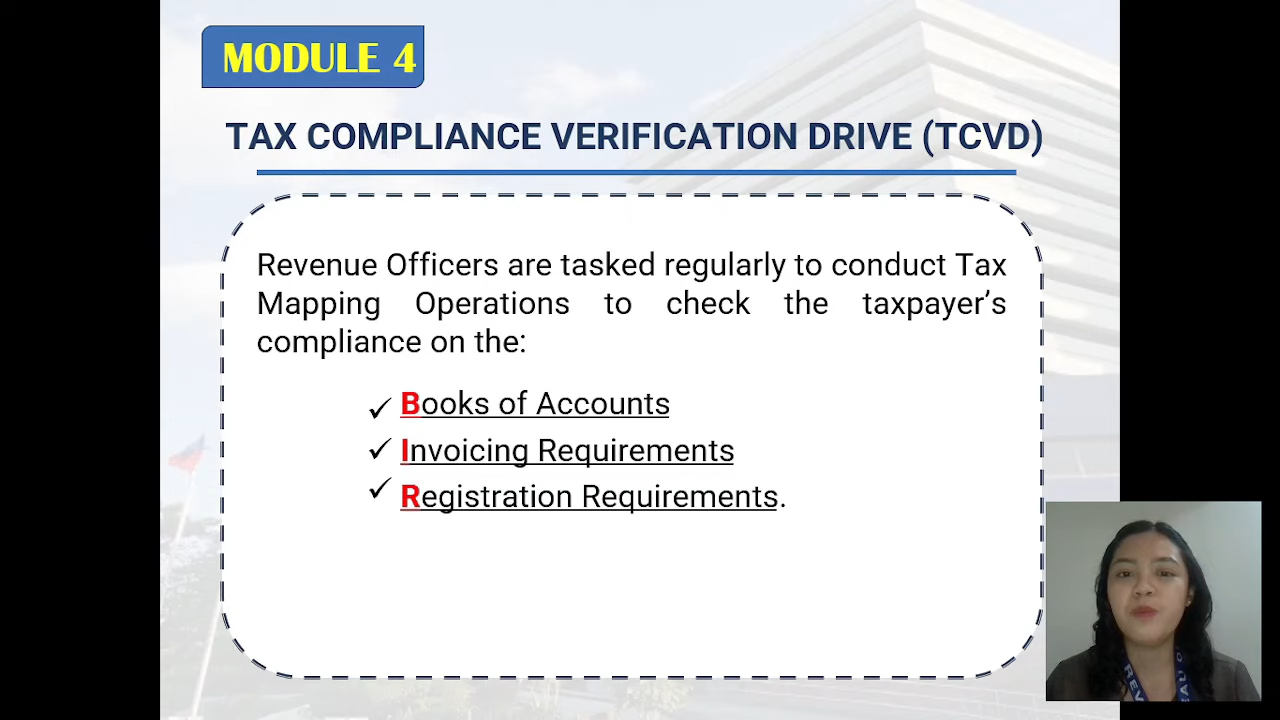 MODULE 4
TAX COMPLIANCE VERIFICATION DRIVE (TCVD)
Revenue Officers are tasked regularly to conduct Tax
Mapping Operations to check the taxpayer’s
compliance on the:
Books of Accounts
Invoicing Requirements
Registration Requirements.